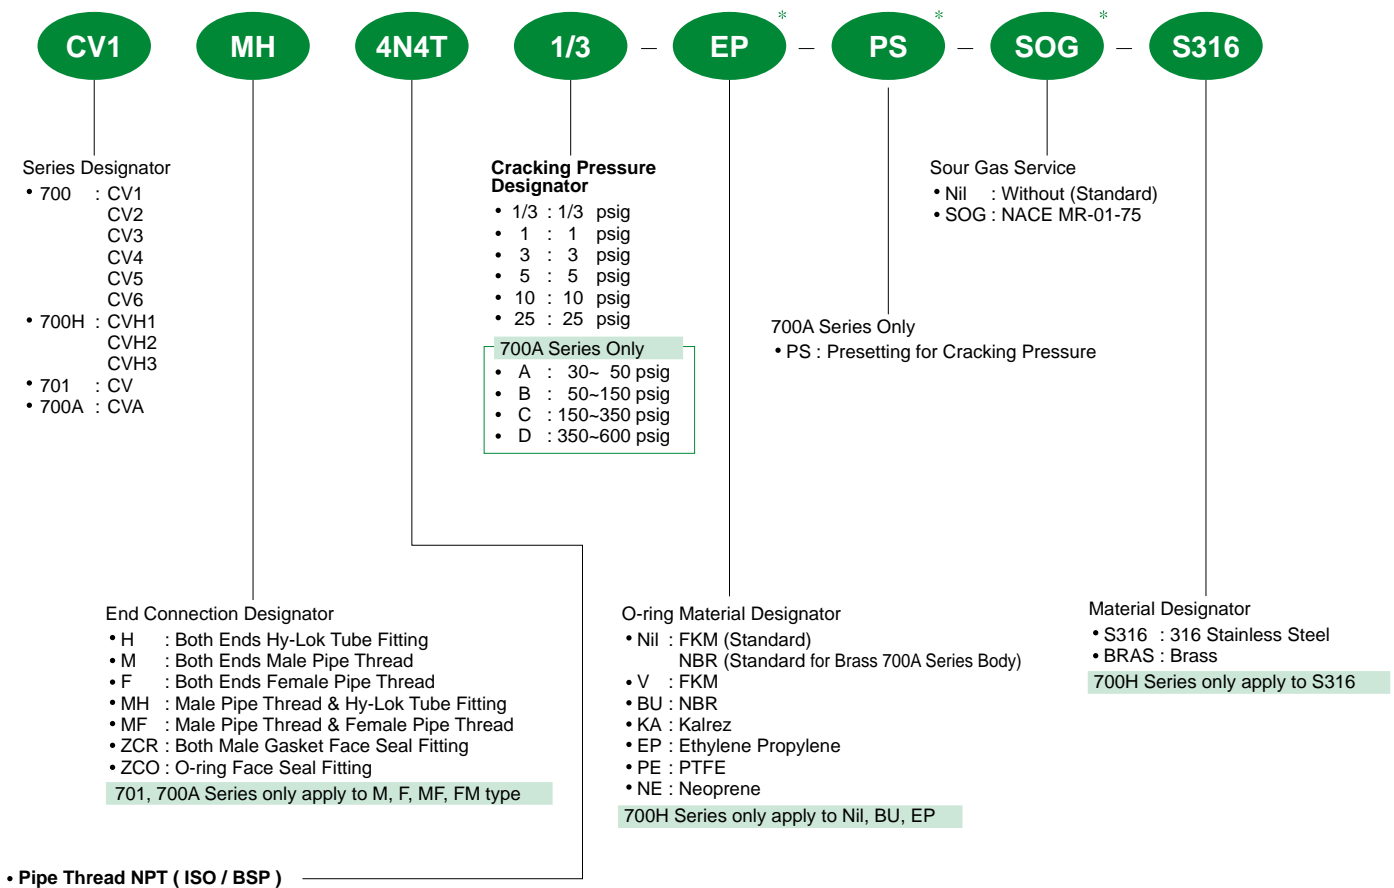 CV1 MH 4N4T 1/3 – EP* – PS* – SOG* – S316
Series Designator
• 700 : CV1
CV2
CV3
CV4
CV5
CV6
• 700H : CVH1
CVH2
CVH3
• 701 : CV
• 700A : CVA
Cracking Pressure
Designator
• 1/3 : 1/3 psig
• 1 : 1 psig
• 3 : 3 psig
• 5 : 5 psig
• 10 : 10 psig
• 25 : 25 psig
700A Series Only
• A : 30~ 50 psig
• B : 50~150 psig
• C : 150~350 psig
• D : 350~600 psig
700A Series Only
• PS : Presetting for Cracking Pressure
Sour Gas Service
• Nil : Without (Standard)
• SOG : NACE MR-01-75
End Connection Designator
• H : Both Ends Hy-Lok Tube Fitting
• M : Both Ends Male Pipe Thread
• F : Both Ends Female Pipe Thread
• MH : Male Pipe Thread & Hy-Lok Tube Fitting
• MF : Male Pipe Thread & Female Pipe Thread
• ZCR : Both Male Gasket Face Seal Fitting
• ZCO : O-ring Face Seal Fitting
701, 700A Series only apply to M, F, MF, FM type
O-ring Material Designator
• Nil : FKM (Standard)
NBR (Standard for Brass 700A Series Body)
• V : FKM
• BU : NBR
• KA : Kalrez
• EP : Ethylene Propylene
• PE : PTFE
• NE : Neoprene
700H Series only apply to Nil, BU, EP
Material Designator
• S316 : 316 Stainless Steel
• BRAS : Brass
700H Series only apply to S316
• Pipe Thread NPT ( ISO / BSP )